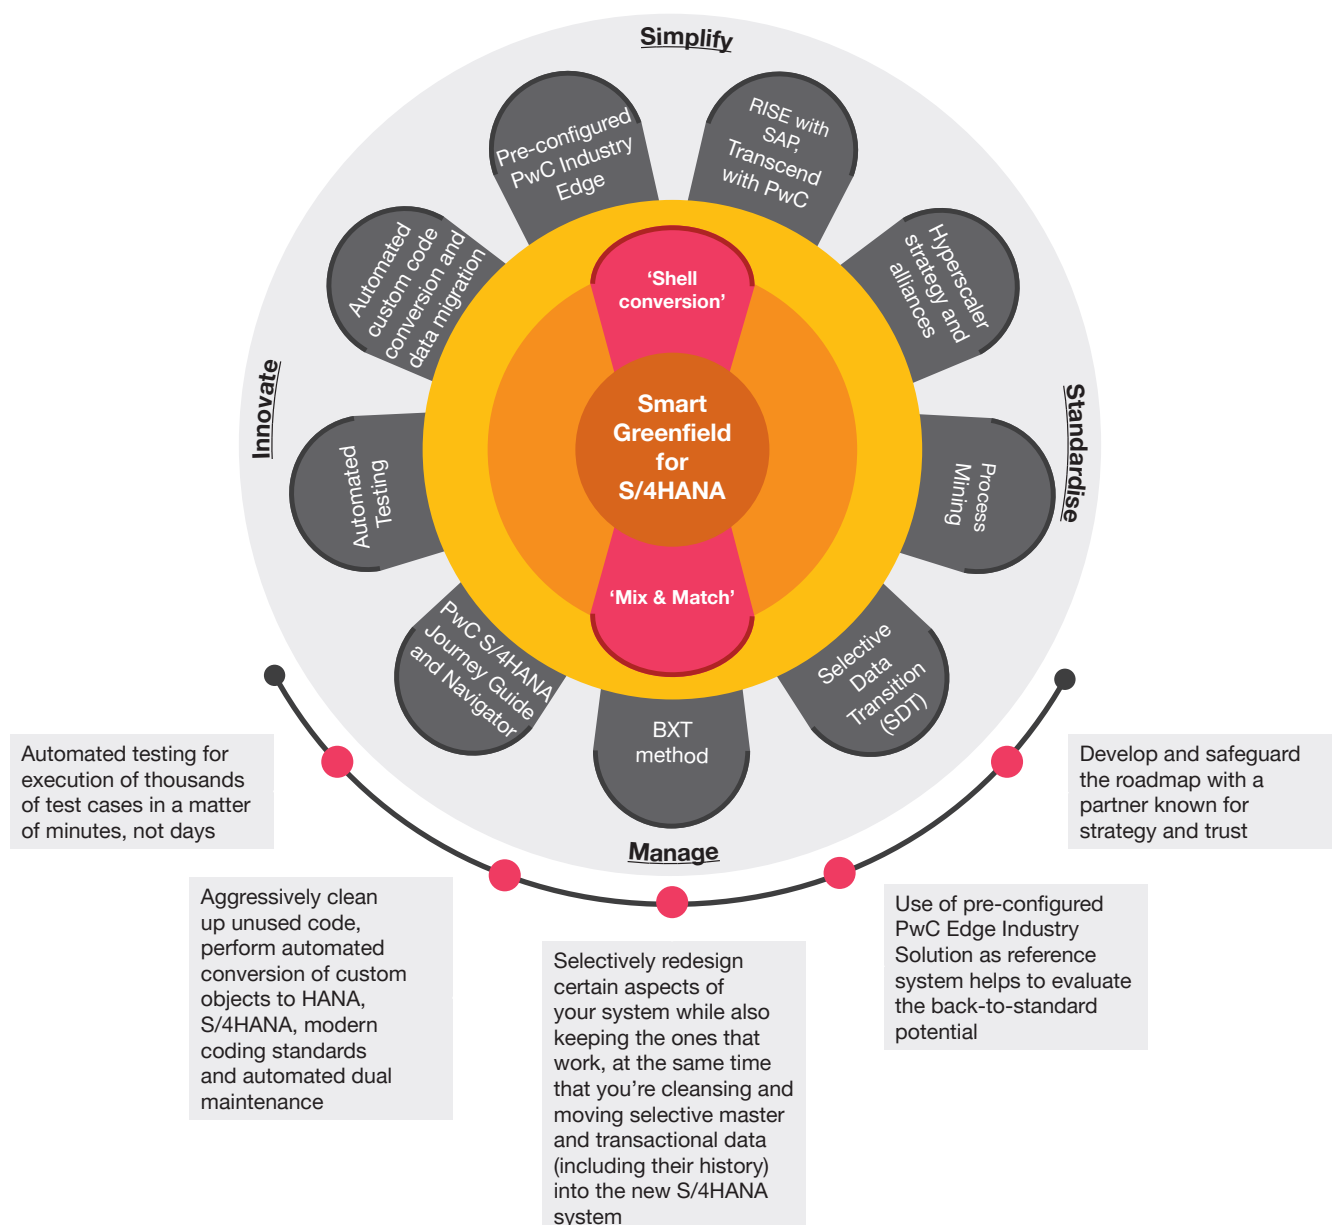 Simplify
Pre-configured
PwC Industry
Edge
RISE with
SAP,
Transcend
with PwC
Automated
custom code
conversion and
data migration
Hyperscaler
strategy and
alliances
‘Shell
conversion’
Innovate
Standardise
Smart
Greenfield
for
S/4HANA
Automated
Testing
Process
Mining
‘Mix & Match’
PwC S/4HANA
Journey Guide
and Navigator
BXT
method
Selective
Data
Transition
(SDT)
Manage
Automated testing for
execution of thousands
of test cases in a matter
of minutes, not days
Aggressively clean
up unused code,
perform automated
conversion of custom
objects to HANA,
S/4HANA, modern
coding standards
and automated dual
maintenance
Selectively redesign
certain aspects of
your system while also
keeping the ones that
work, at the same time
that you’re cleansing and
moving selective master
and transactional data
(including their history)
into the new S/4HANA
system
Use of pre-configured
PwC Edge Industry
Solution as reference
system helps to evaluate
the back-to-standard
potential
Develop and safeguard
the roadmap with a
partner known for
strategy and trust